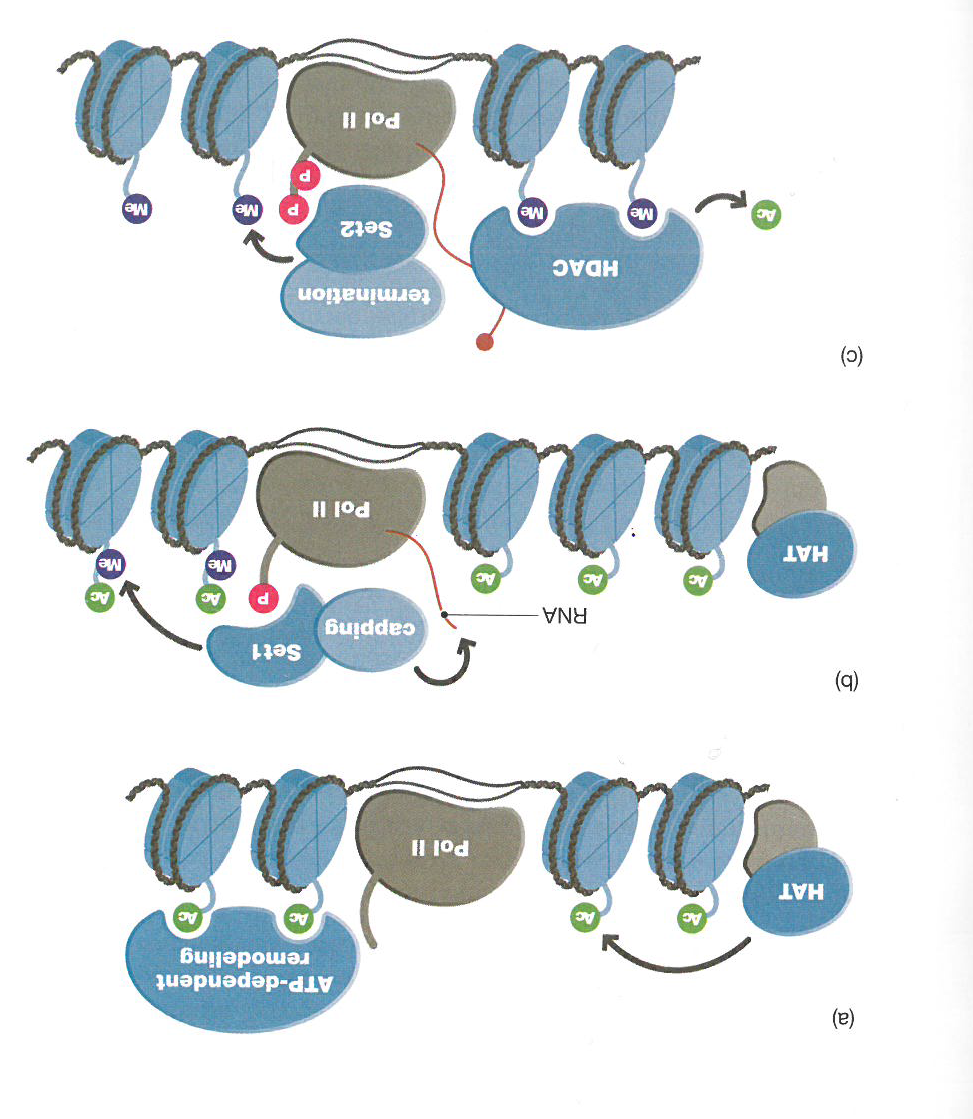 (a)
ATP-dependent
remodeling
Ac
Ac
Ac
Ac
HAT
Pol II
(b)
Set1
capping
RNA
P
Ac
Ac
Ac
Ac
Ac
Me
Me
HAT
Pol II
(c)
termination
HDAC
Set2
Ac
Me
Me
P
Me
Me
P
Pol II